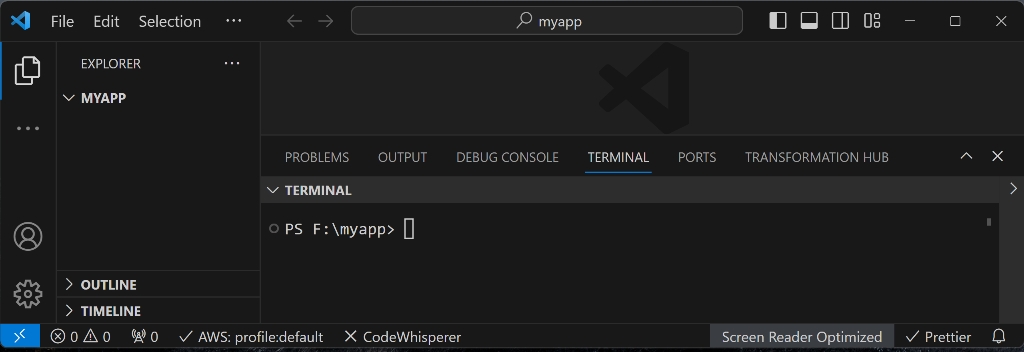 File Edit Selection ··· myapp
EXPLORER ···
MYAPP
PROBLEMS OUTPUT DEBUG CONSOLE TERMINAL PORTS TRANSFORMATION HUB
TERMINAL
PS F:\myapp>
OUTLINE
TIMELINE
0 0 0 AWS: profile:default CodeWhisperer Screen Reader Optimized Prettier